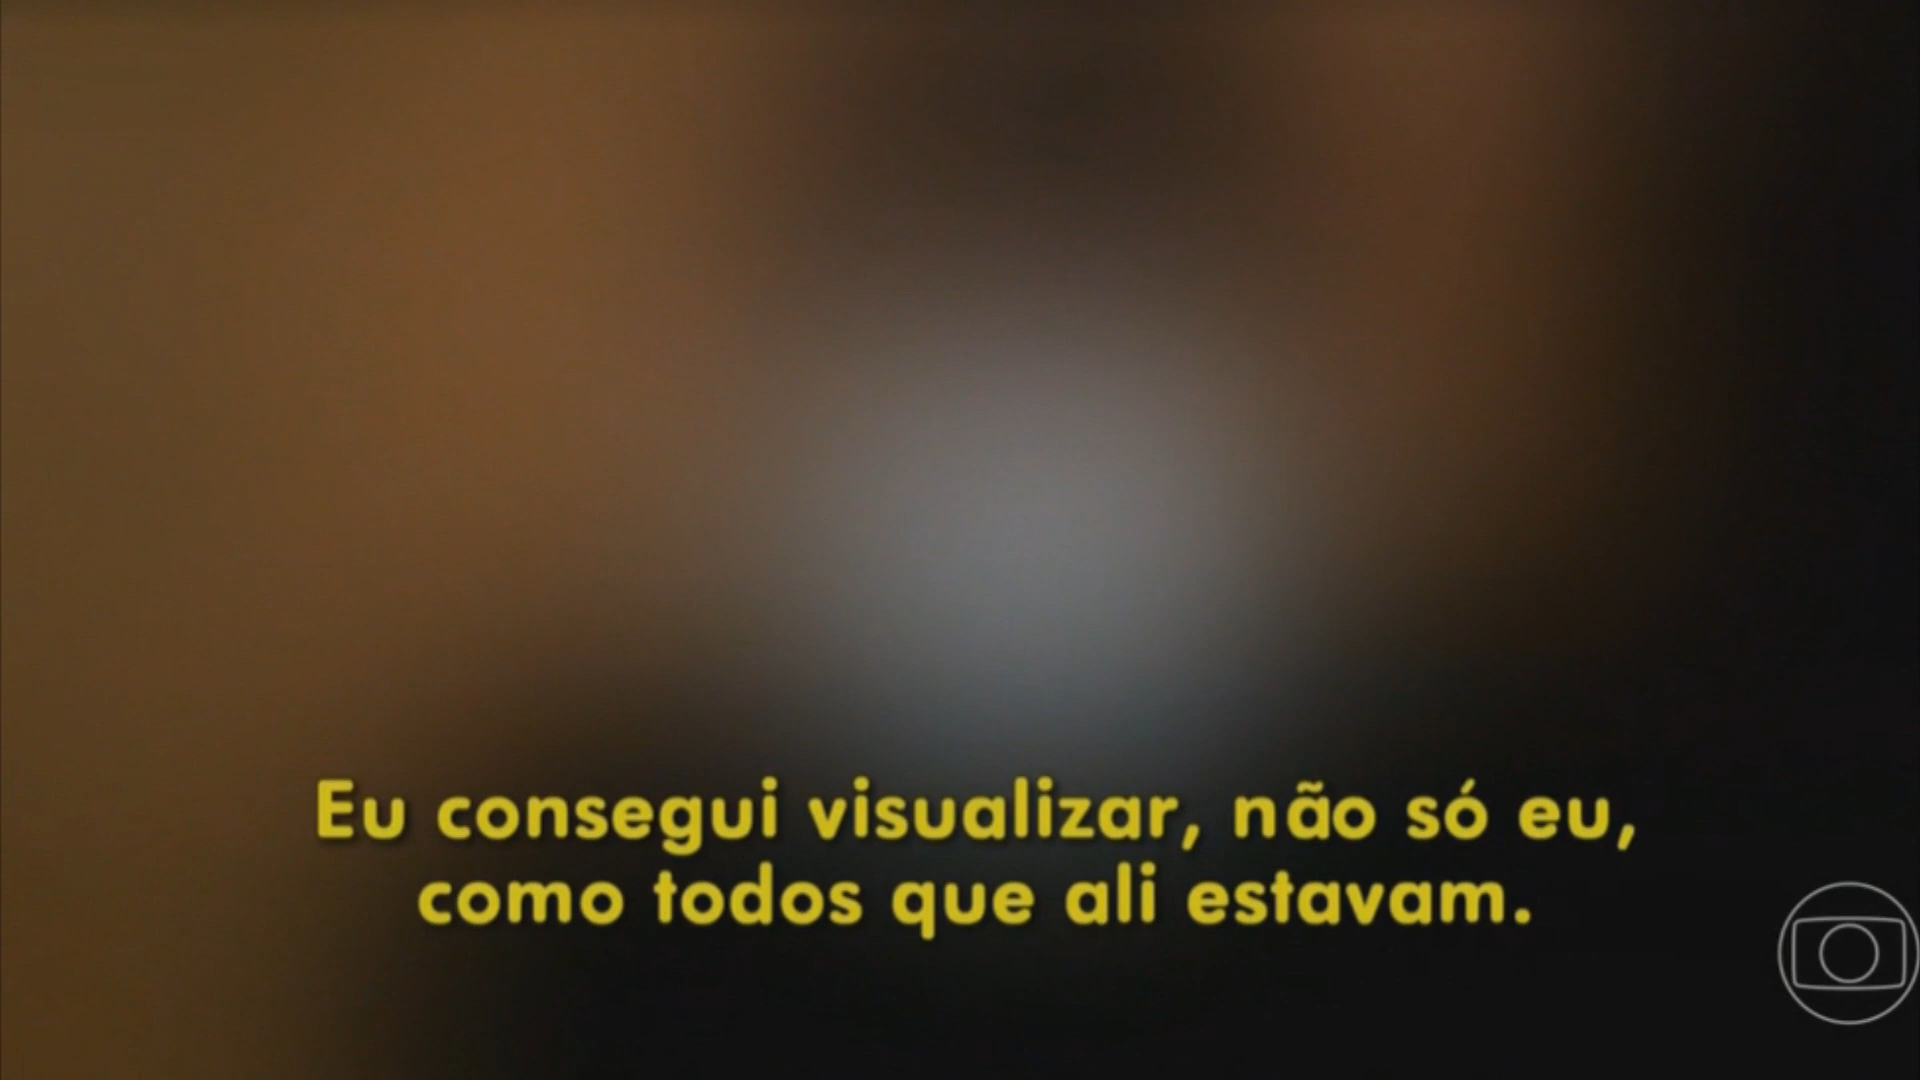 Eu consegui visualizar, não só eu,
como todos que ali estavam.